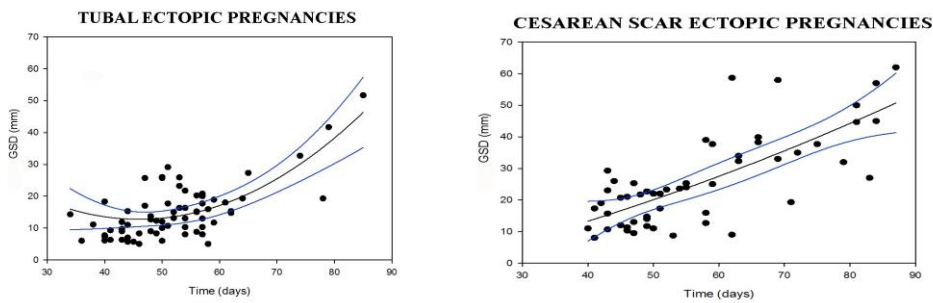 TUBAL ECTOPIC PREGNANCIES
70
60
50
40
30
20
10
0
GSD (mm)
30 40 50 60 70 80 90
Time (days)
CESAREAN SCAR ECTOPIC PREGNANCIES
70
60
50
40
30
20
10
0
GSD (mm)
30 40 50 60 70 80 90
Time (days)